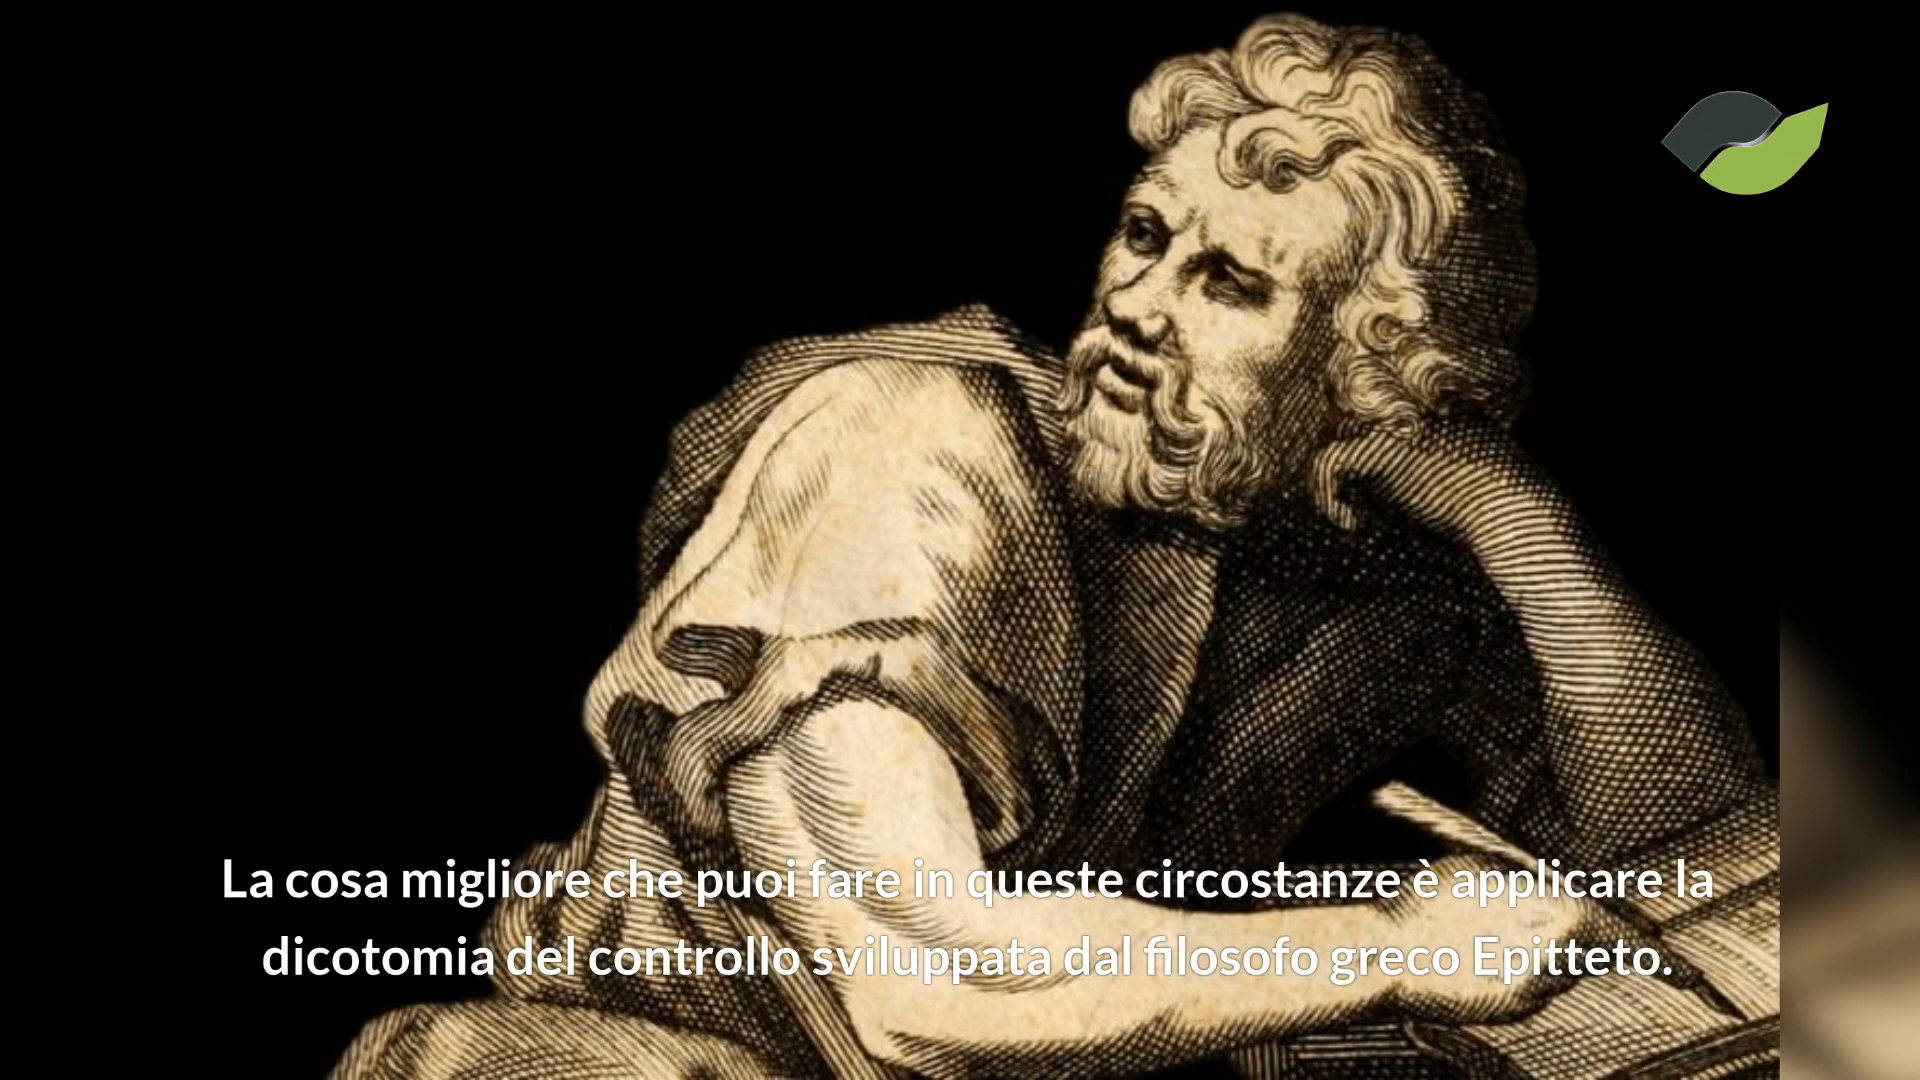 La cosa migliore che puoi fare in queste circostanze è applicare la
dicotomia del controllo sviluppata dal filosofo greco Epitteto.